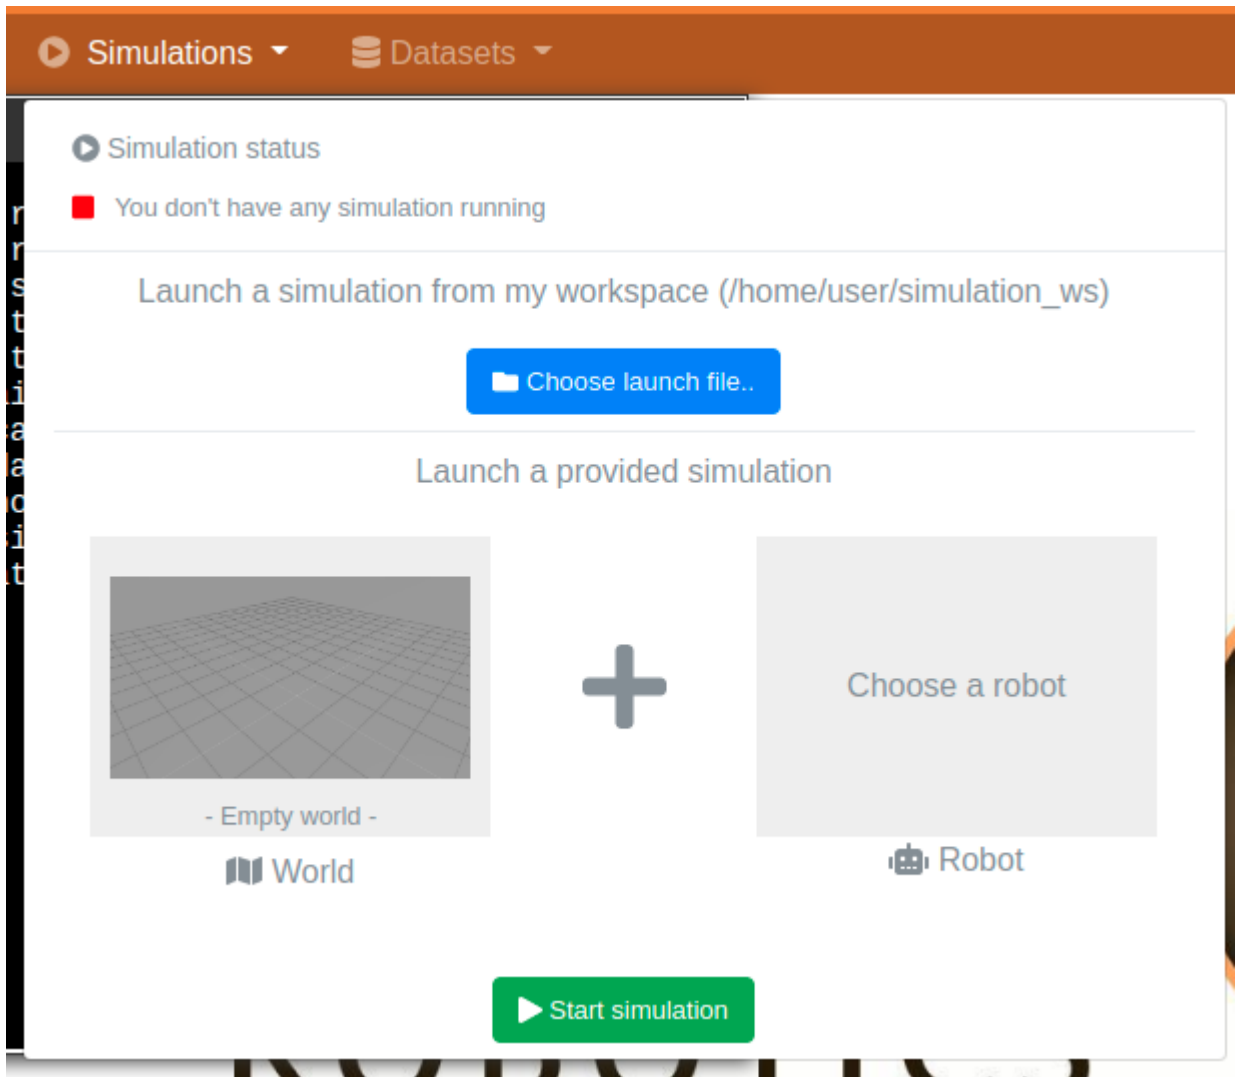 Simulations
Datasets
Simulation status
You don't have any simulation running
Launch a simulation from my workspace (/home/user/simulation_ws)
Choose launch file..
Launch a provided simulation
Choose a robot
- Empty world -
World
Robot
Start simulation